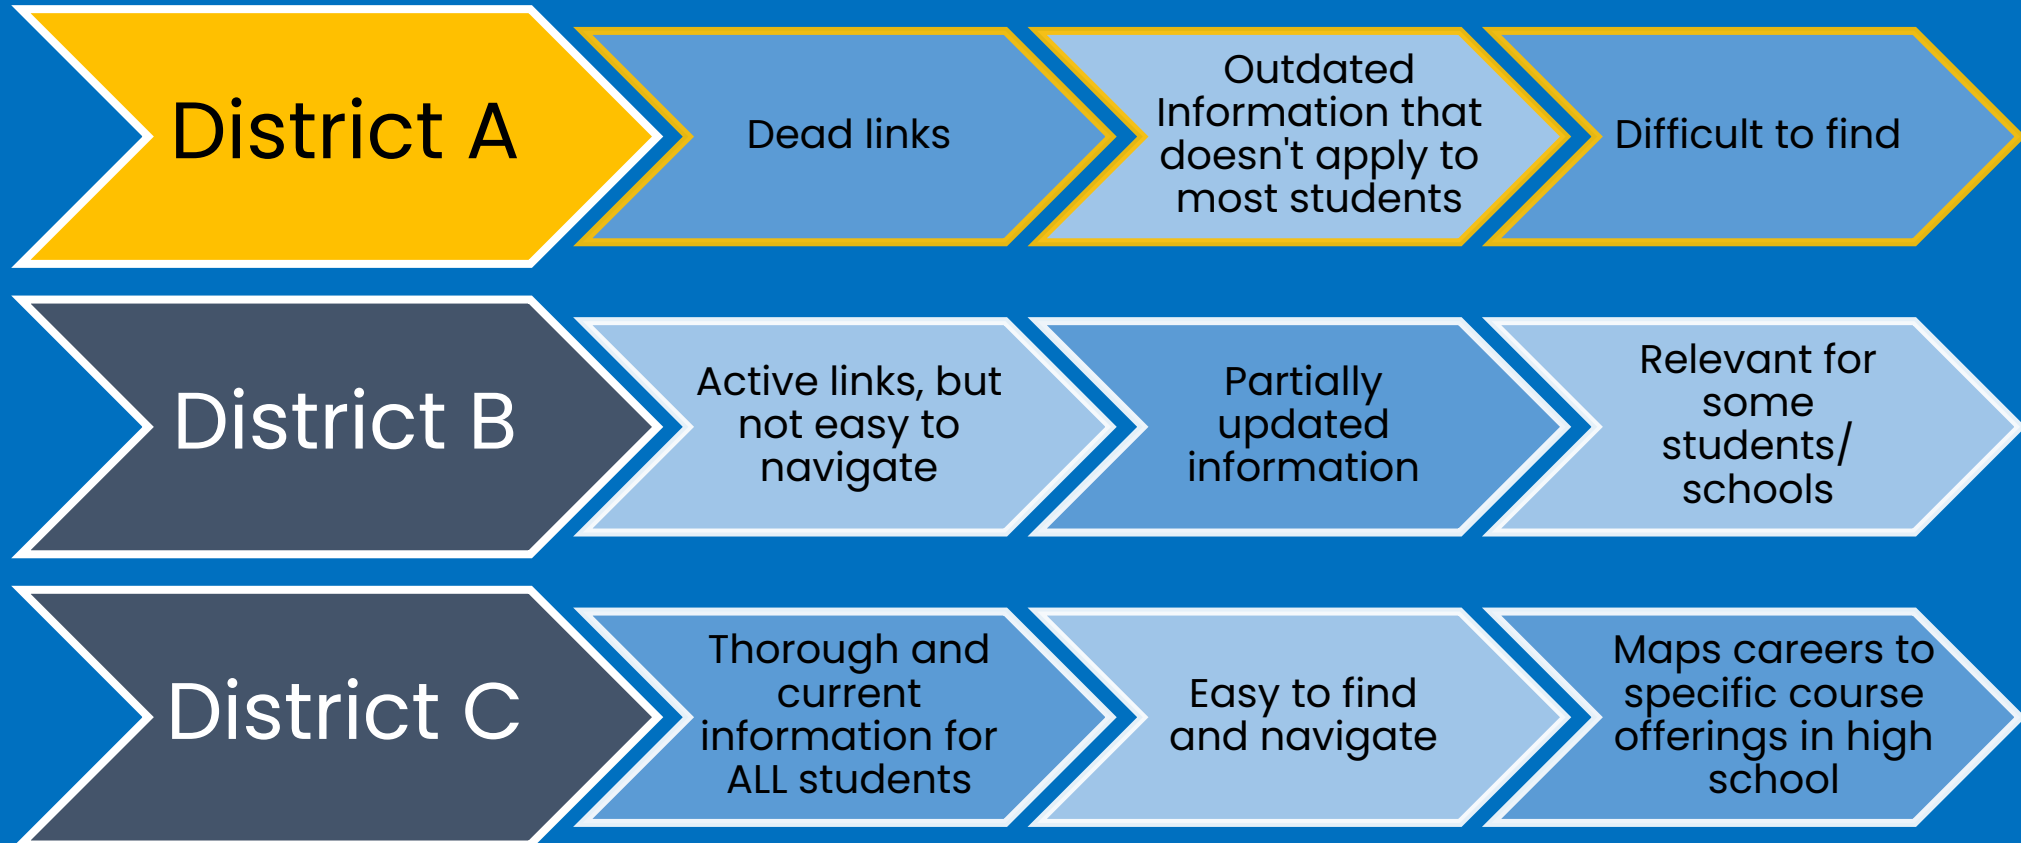 District A
Dead links
Outdated
Information that
doesn't apply to
most students
Difficult to find
District B
Active links, but
not easy to
navigate
Partially
updated
information
Relevant for
some
students/
schools
District C
Thorough and
current
information for
ALL students
Easy to find
and navigate
Maps careers to
specific course
offerings in high
school